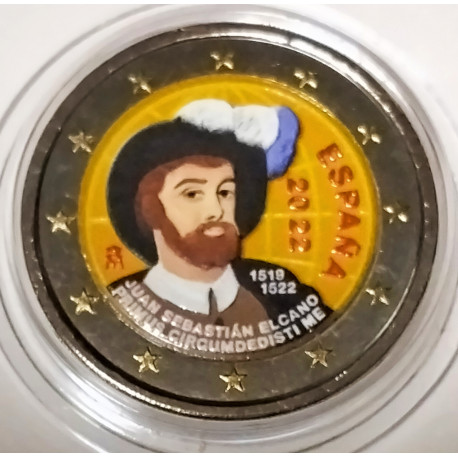 ESPAÑA
2022
1519
1522
JUAN SEBASTIÁN ELCANO
PRIMUS CIRCUMDEDISTI ME